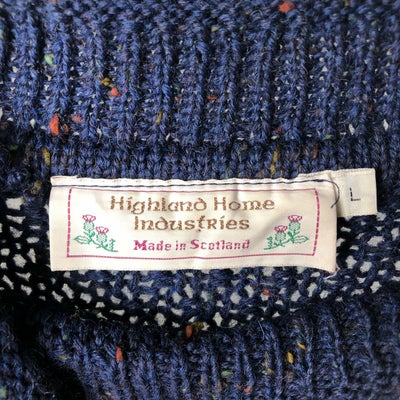 Highland Home
Industries
Made in Scotland
L